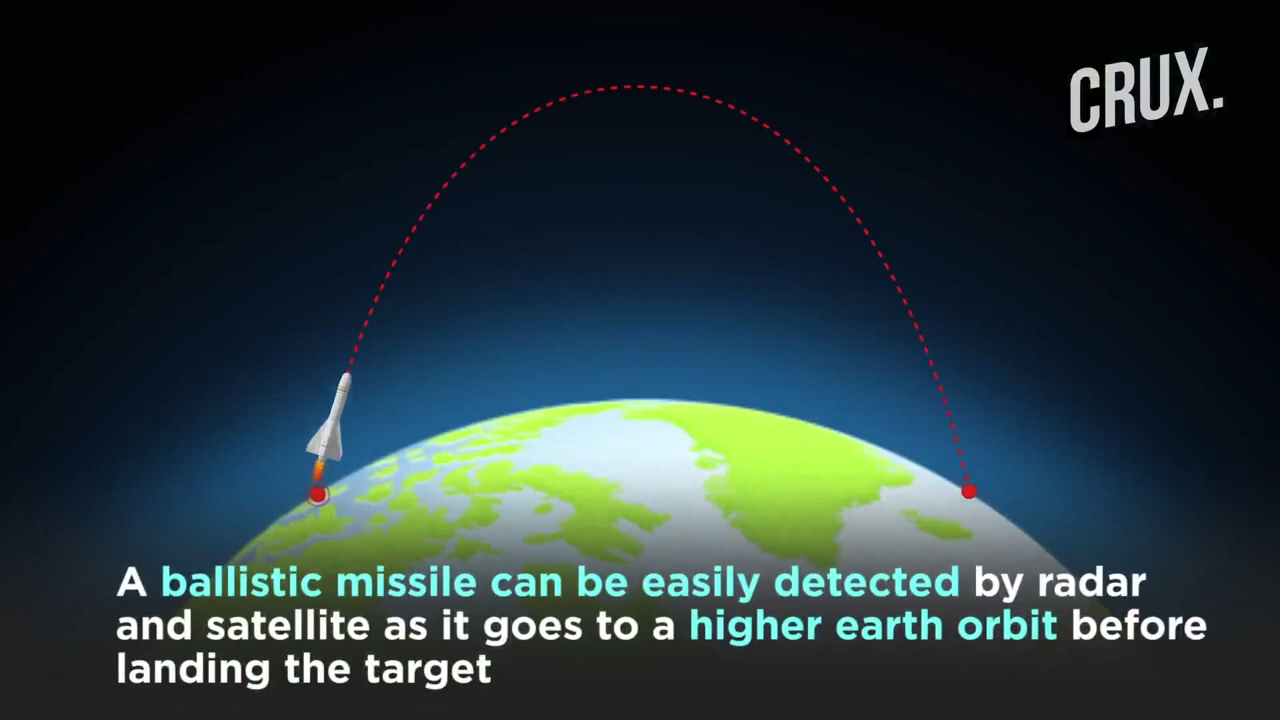 CRUX.
A ballistic missile can be easily detected by radar
and satellite as it goes to a higher earth orbit before
landing the target